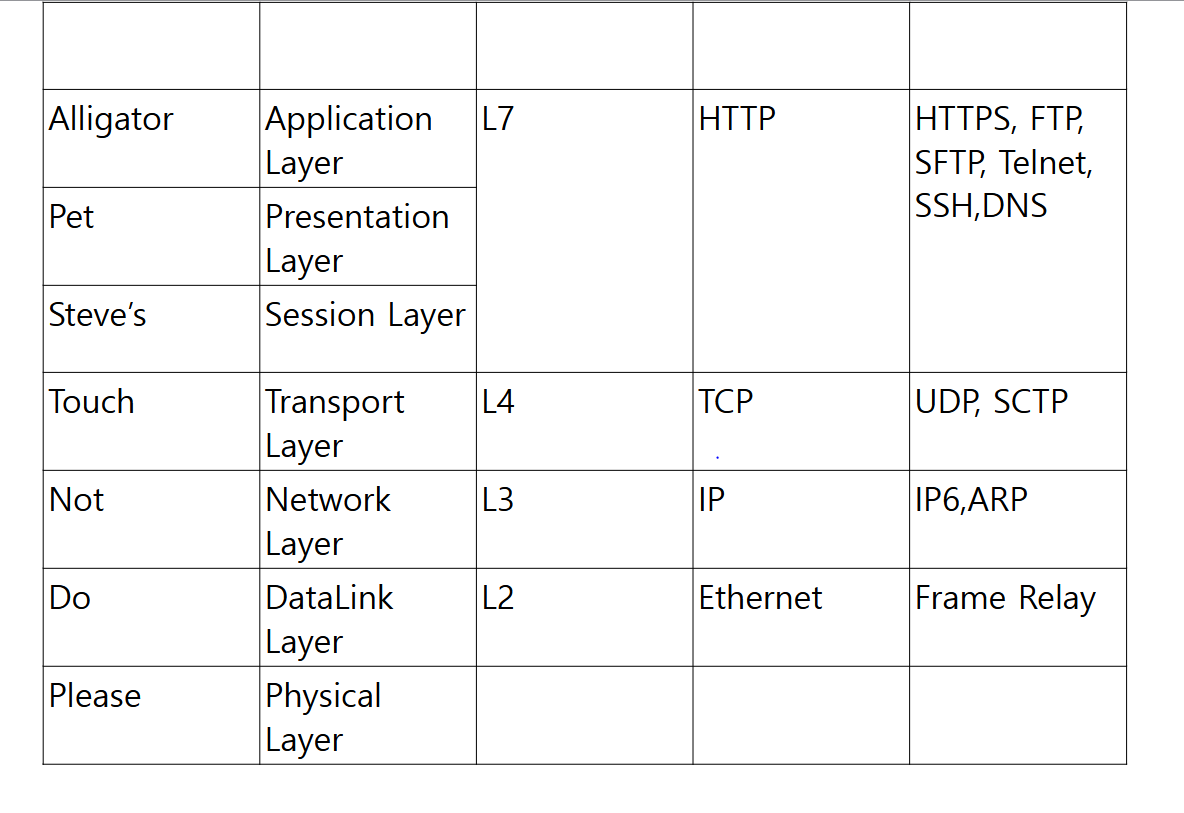 Alligator
Application
Layer
L7
HTTP
HTTPS, FTP,
SFTP, Telnet,
SSH,DNS
Pet
Presentation
Layer
Steve’s
Session Layer
Touch
Transport
Layer
L4
TCP
UDP, SCTP
Not
Network
Layer
L3
IP
IP6,ARP
Do
DataLink
Layer
L2
Ethernet
Frame Relay
Please
Physical
Layer